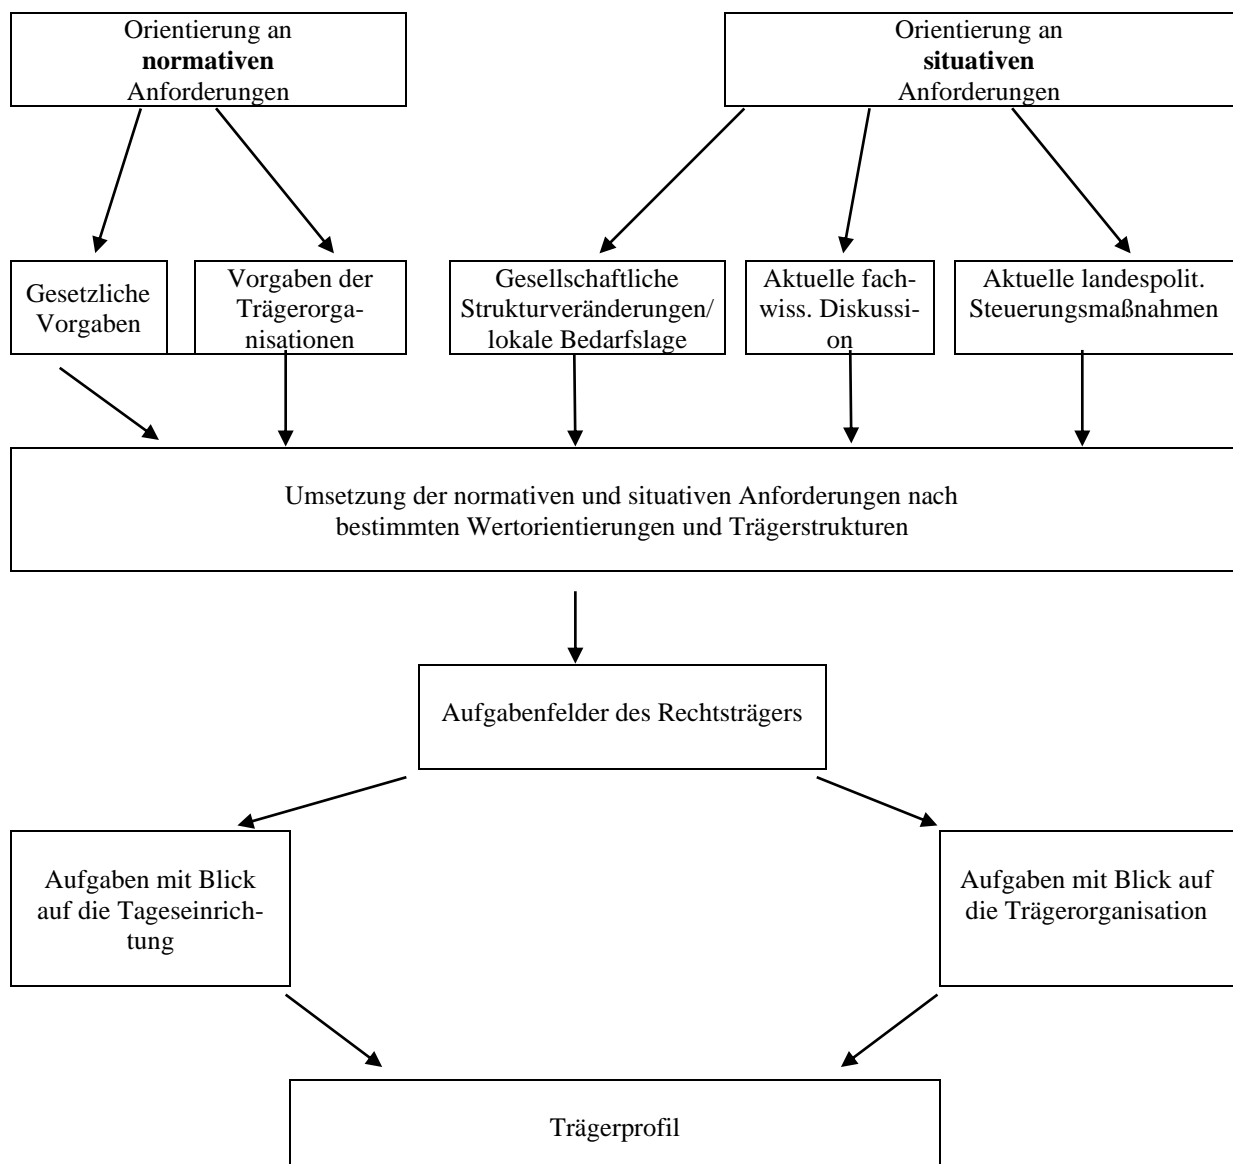 Orientierung an
normativen
Anforderungen
Orientierung an
situativen
Anforderungen
Gesetzliche
Vorgaben
Vorgaben der
Trägerorga-
nisationen
Gesellschaftliche
Strukturveränderungen/
lokale Bedarfslage
Aktuelle fach-
wiss. Diskussi-
on
Aktuelle landespolit.
Steuerungsmaßnahmen
Umsetzung der normativen und situativen Anforderungen nach
bestimmten Wertorientierungen und Trägerstrukturen
Aufgabenfelder des Rechtsträgers
Aufgaben mit Blick
auf die Tageseinrich-
tung
Aufgaben mit Blick auf
die Trägerorganisation
Trägerprofil